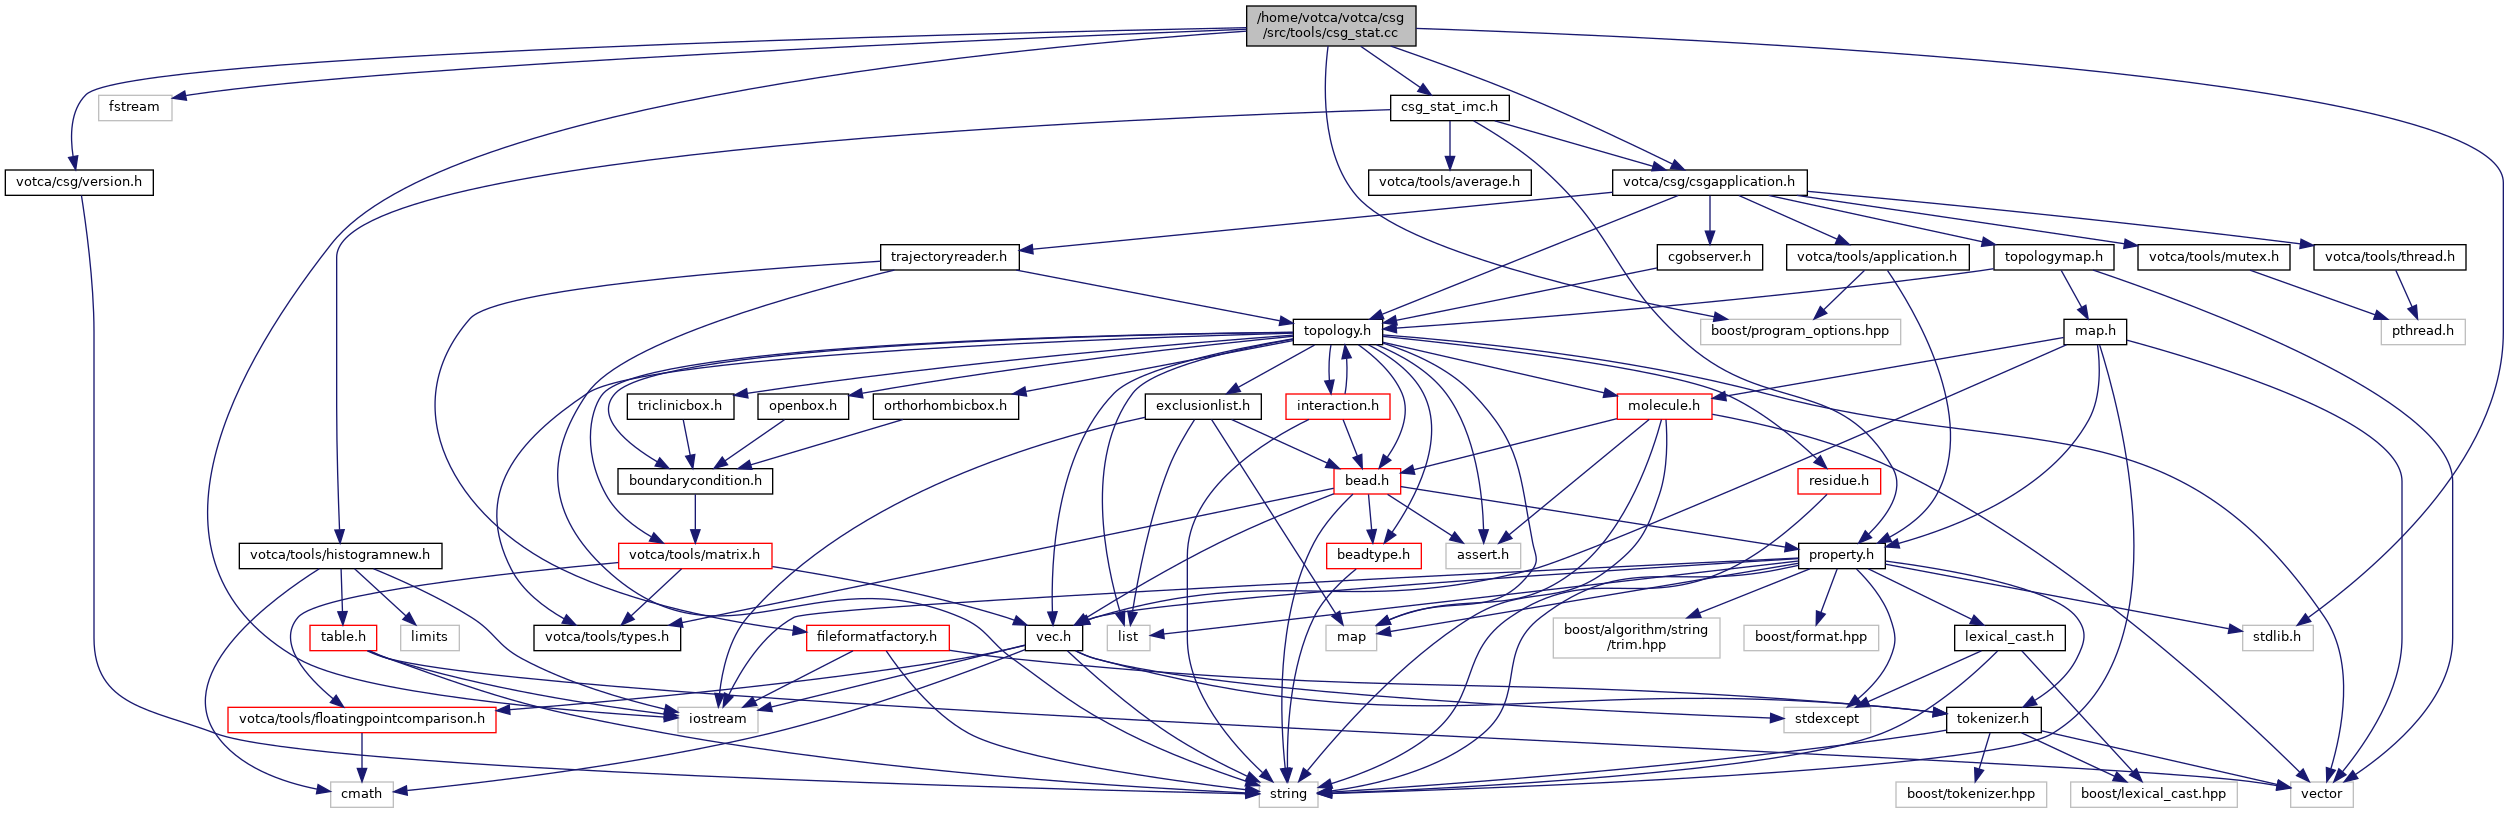 /home/votca/votca/csg
/src/tools/csg_stat.cc
fstream
csg_stat_imc.h
votca/csg/version.h
votca/tools/average.h
votca/csg/csgapplication.h
trajectoryreader.h
cgobserver.h
votca/tools/application.h
topologymap.h
votca/tools/mutex.h
votca/tools/thread.h
topology.h
boost/program_options.hpp
map.h
pthread.h
triclinicbox.h
openbox.h
orthorhombicbox.h
exclusionlist.h
interaction.h
molecule.h
boundarycondition.h
bead.h
residue.h
votca/tools/histogramnew.h
votca/tools/matrix.h
beadtype.h
assert.h
property.h
table.h
limits
votca/tools/types.h
fileformatfactory.h
vec.h
list
map
boost/algorithm/string
/trim.hpp
boost/format.hpp
lexical_cast.h
stdlib.h
votca/tools/floatingpointcomparison.h
iostream
stdexcept
tokenizer.h
cmath
string
boost/tokenizer.hpp
boost/lexical_cast.hpp
vector